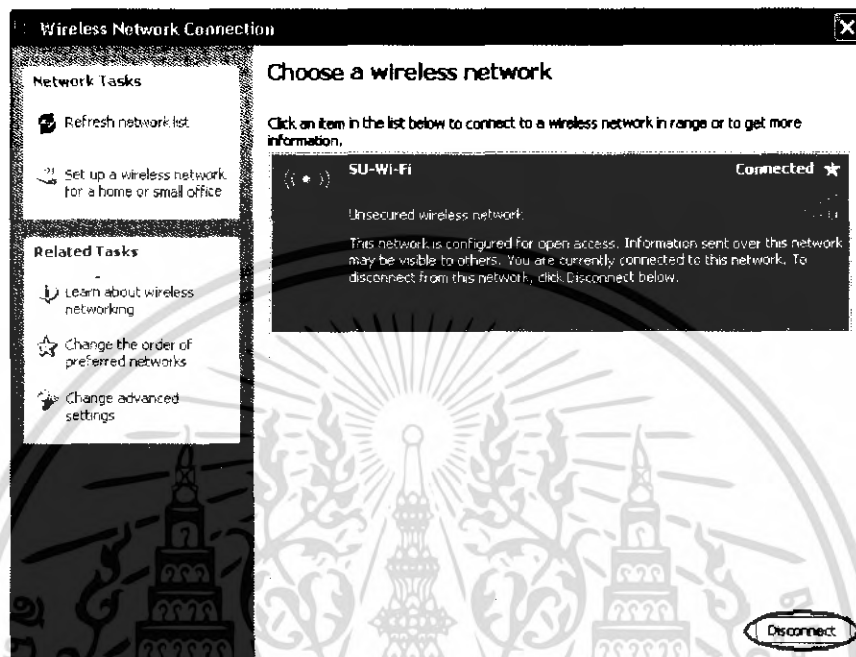 Wireless Network Connection
Network Tasks
Refresh network list
Set up a wireless network
for a home or small office
Related Tasks
Learn about wireless
networking
Change the order of
preferred networks
Change advanced
settings
Choose a wireless network
Click an item in the list below to connect to a wireless network in range or to get more
information.
SU-Wi-Fi
Connected
Unsecured wireless network
This network is configured for open access. Information sent over this network
may be visible to others. You are currently connected to this network. To
disconnect from this network, click Disconnect below.
Disconnect